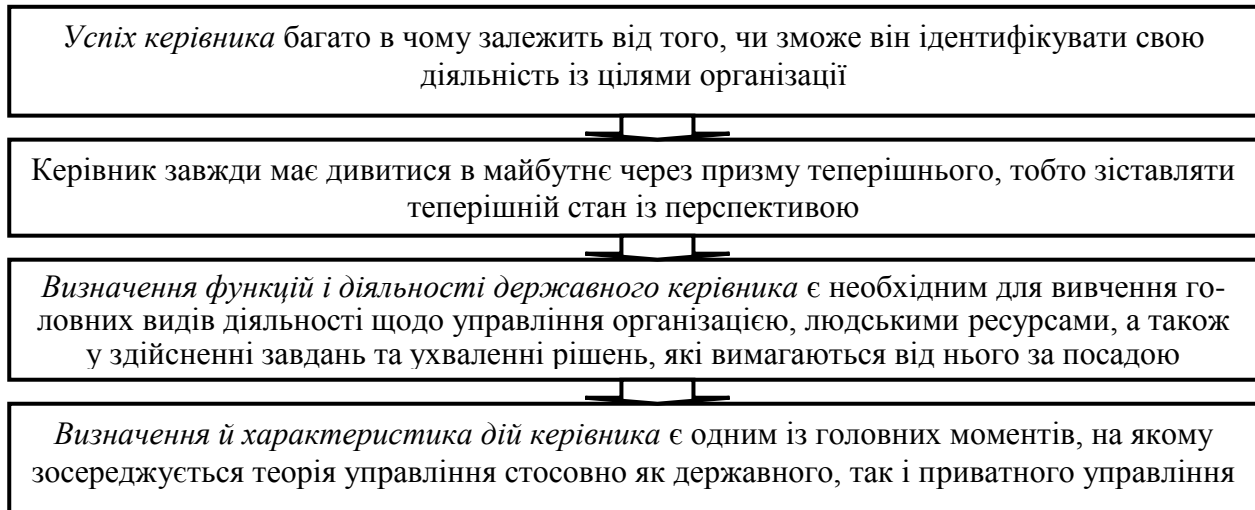 Успіх керівника багато в чому залежить від того, чи зможе він ідентифікувати свою
діяльність із цілями організації
Керівник завжди має дивитися в майбутнє через призму теперішнього, тобто зіставляти
теперішній стан із перспективою
Визначення функцій і діяльності державного керівника є необхідним для вивчення го-
ловних видів діяльності щодо управління організацією, людськими ресурсами, а також
у здійсненні завдань та ухваленні рішень, які вимагаються від нього за посадою
Визначення й характеристика дій керівника є одним із головних моментів, на якому
зосереджується теорія управління стосовно як державного, так і приватного управління